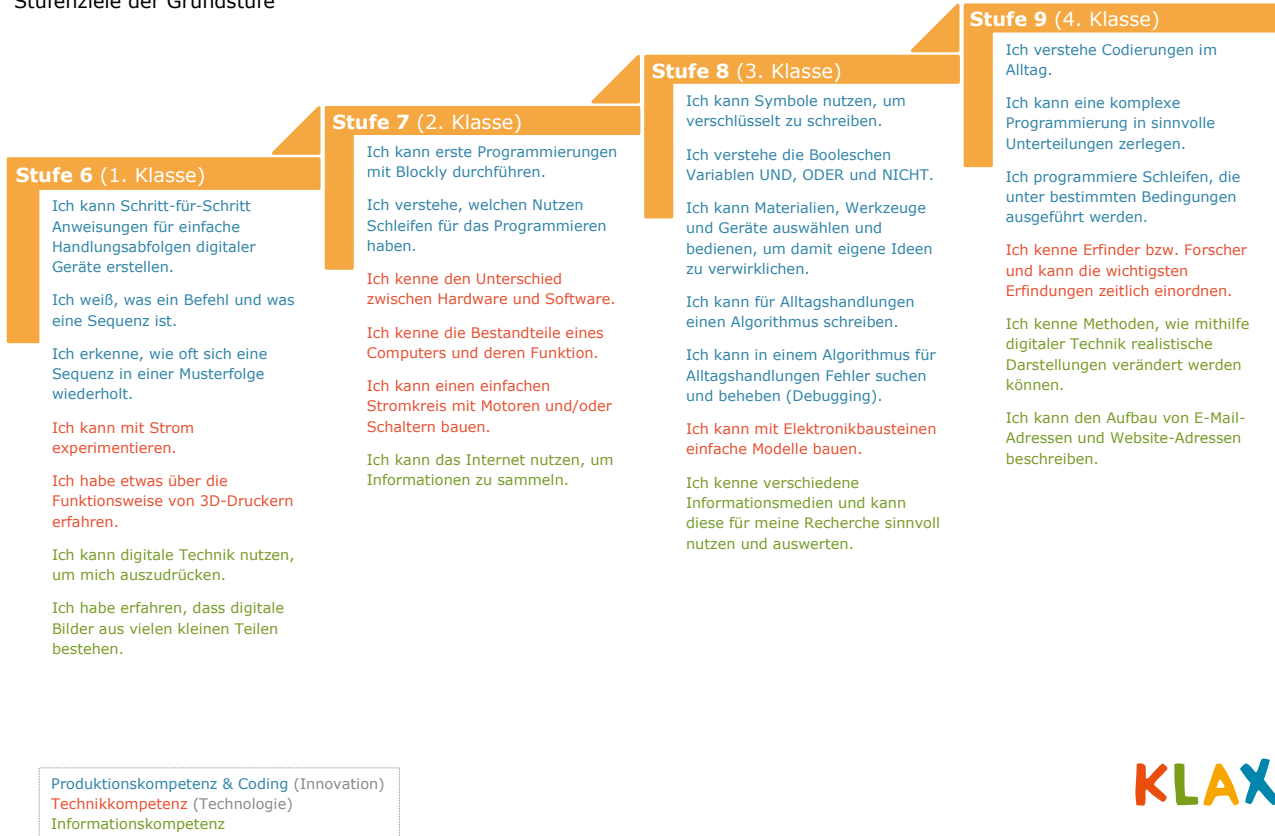 Stufenziele der Grundstufe
Stufe 6 (1. Klasse)
Ich kann Schritt-für-Schritt
Anweisungen für einfache
Handlungsabfolgen digitaler
Geräte erstellen.
Ich weiß, was ein Befehl und was
eine Sequenz ist.
Ich erkenne, wie oft sich eine
Sequenz in einer Musterfolge
wiederholt.
Ich kann mit Strom
experimentieren.
Ich habe etwas über die
Funktionsweise von 3D-Druckern
erfahren.
Ich kann digitale Technik nutzen,
um mich auszudrücken.
Ich habe erfahren, dass digitale
Bilder aus vielen kleinen Teilen
bestehen.
Stufe 7 (2. Klasse)
Ich kann erste Programmierungen
mit Blockly durchführen.
Ich verstehe, welchen Nutzen
Schleifen für das Programmieren
haben.
Ich kenne den Unterschied
zwischen Hardware und Software.
Ich kenne die Bestandteile eines
Computers und deren Funktion.
Ich kann einen einfachen
Stromkreis mit Motoren und/oder
Schaltern bauen.
Ich kann das Internet nutzen, um
Informationen zu sammeln.
Stufe 8 (3. Klasse)
Ich kann Symbole nutzen, um
verschlüsselt zu schreiben.
Ich verstehe die Booleschen
Variablen UND, ODER und NICHT.
Ich kann Materialien, Werkzeuge
und Geräte auswählen und
bedienen, um damit eigene Ideen
zu verwirklichen.
Ich kann für Alltagshandlungen
einen Algorithmus schreiben.
Ich kann in einem Algorithmus für
Alltagshandlungen Fehler suchen
und beheben (Debugging).
Ich kann mit Elektronikbausteinen
einfache Modelle bauen.
Ich kenne verschiedene
Informationsmedien und kann
diese für meine Recherche sinnvoll
nutzen und auswerten.
Stufe 9 (4. Klasse)
Ich verstehe Codierungen im
Alltag.
Ich kann eine komplexe
Programmierung in sinnvolle
Unterteilungen zerlegen.
Ich programmiere Schleifen, die
unter bestimmten Bedingungen
ausgeführt werden.
Ich kenne Erfinder bzw. Forscher
und kann die wichtigsten
Erfindungen zeitlich einordnen.
Ich kenne Methoden, wie mithilfe
digitaler Technik realistische
Darstellungen verändert werden
können.
Ich kann den Aufbau von E-Mail-
Adressen und Website-Adressen
beschreiben.
Produktionskompetenz & Coding (Innovation)
Technikkompetenz (Technologie)
Informationskompetenz
KLAX